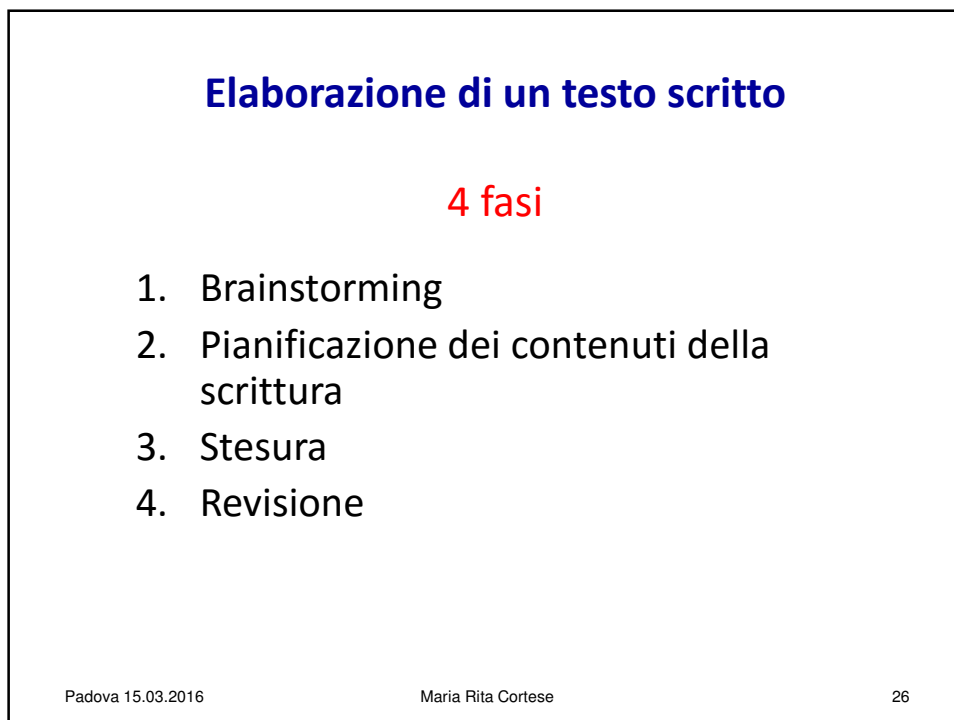 Elaborazione di un testo scritto
4 fasi
1. Brainstorming
2. Pianificazione dei contenuti della
scrittura
3. Stesura
4. Revisione
Padova 15.03.2016 Maria Rita Cortese 26